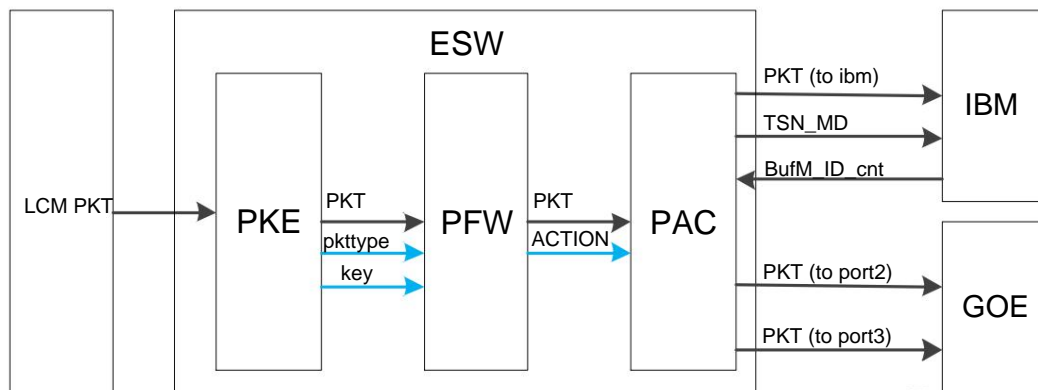 ESW
LCM PKT
PKE
PKT
pkttype
key
PFW
PKT
ACTION
PAC
PKT (to ibm)
TSN_MD
BufM_ID_cnt
IBM
PKT (to port2)
PKT (to port3)
GOE